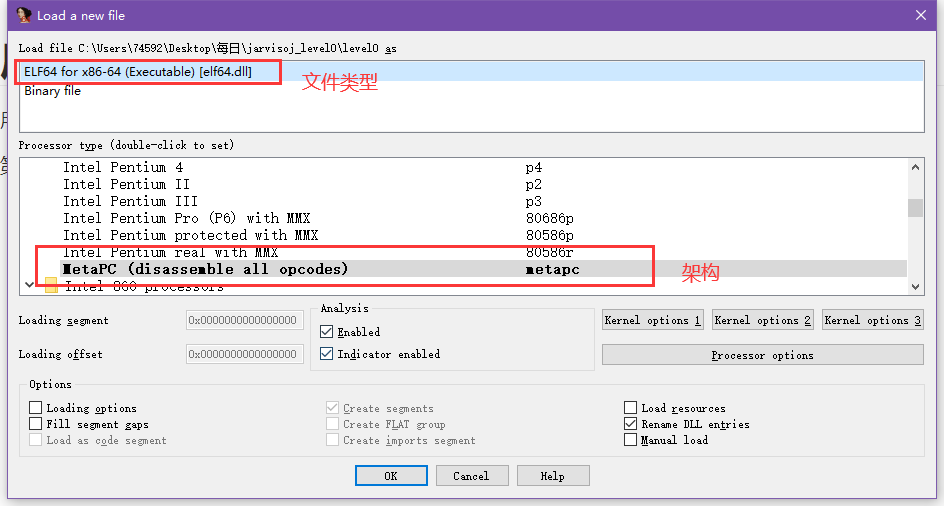 Load a new file
Load file C:\Users\74592\Desktop\每日\jarvisoj_level0\level0 as
ELF64 for x86-64 (Executable) [elf64.dll]
文件类型
Binary file
Processor type (double-click to set)
Intel Pentium 4 p4
Intel Pentium II p2
Intel Pentium III p3
Intel Pentium Pro (P6) with MMX 80686p
Intel Pentium protected with MMX 80586p
Intel Pentium real with MMX 80586r
MetaPC (disassemble all opcodes) metapc
架构
Intel 860 processors
Loading segment 0x0000000000000000
Loading offset 0x0000000000000000
Analysis
Enabled
Indicator enabled
Kernel options 1 Kernel options 2 Kernel options 3
Processor options
Options
Loading options Create segments Load resources
Fill segment gaps Create FLAT group Rename DLL entries
Load as code segment Create imports segment Manual load
OK Cancel Help